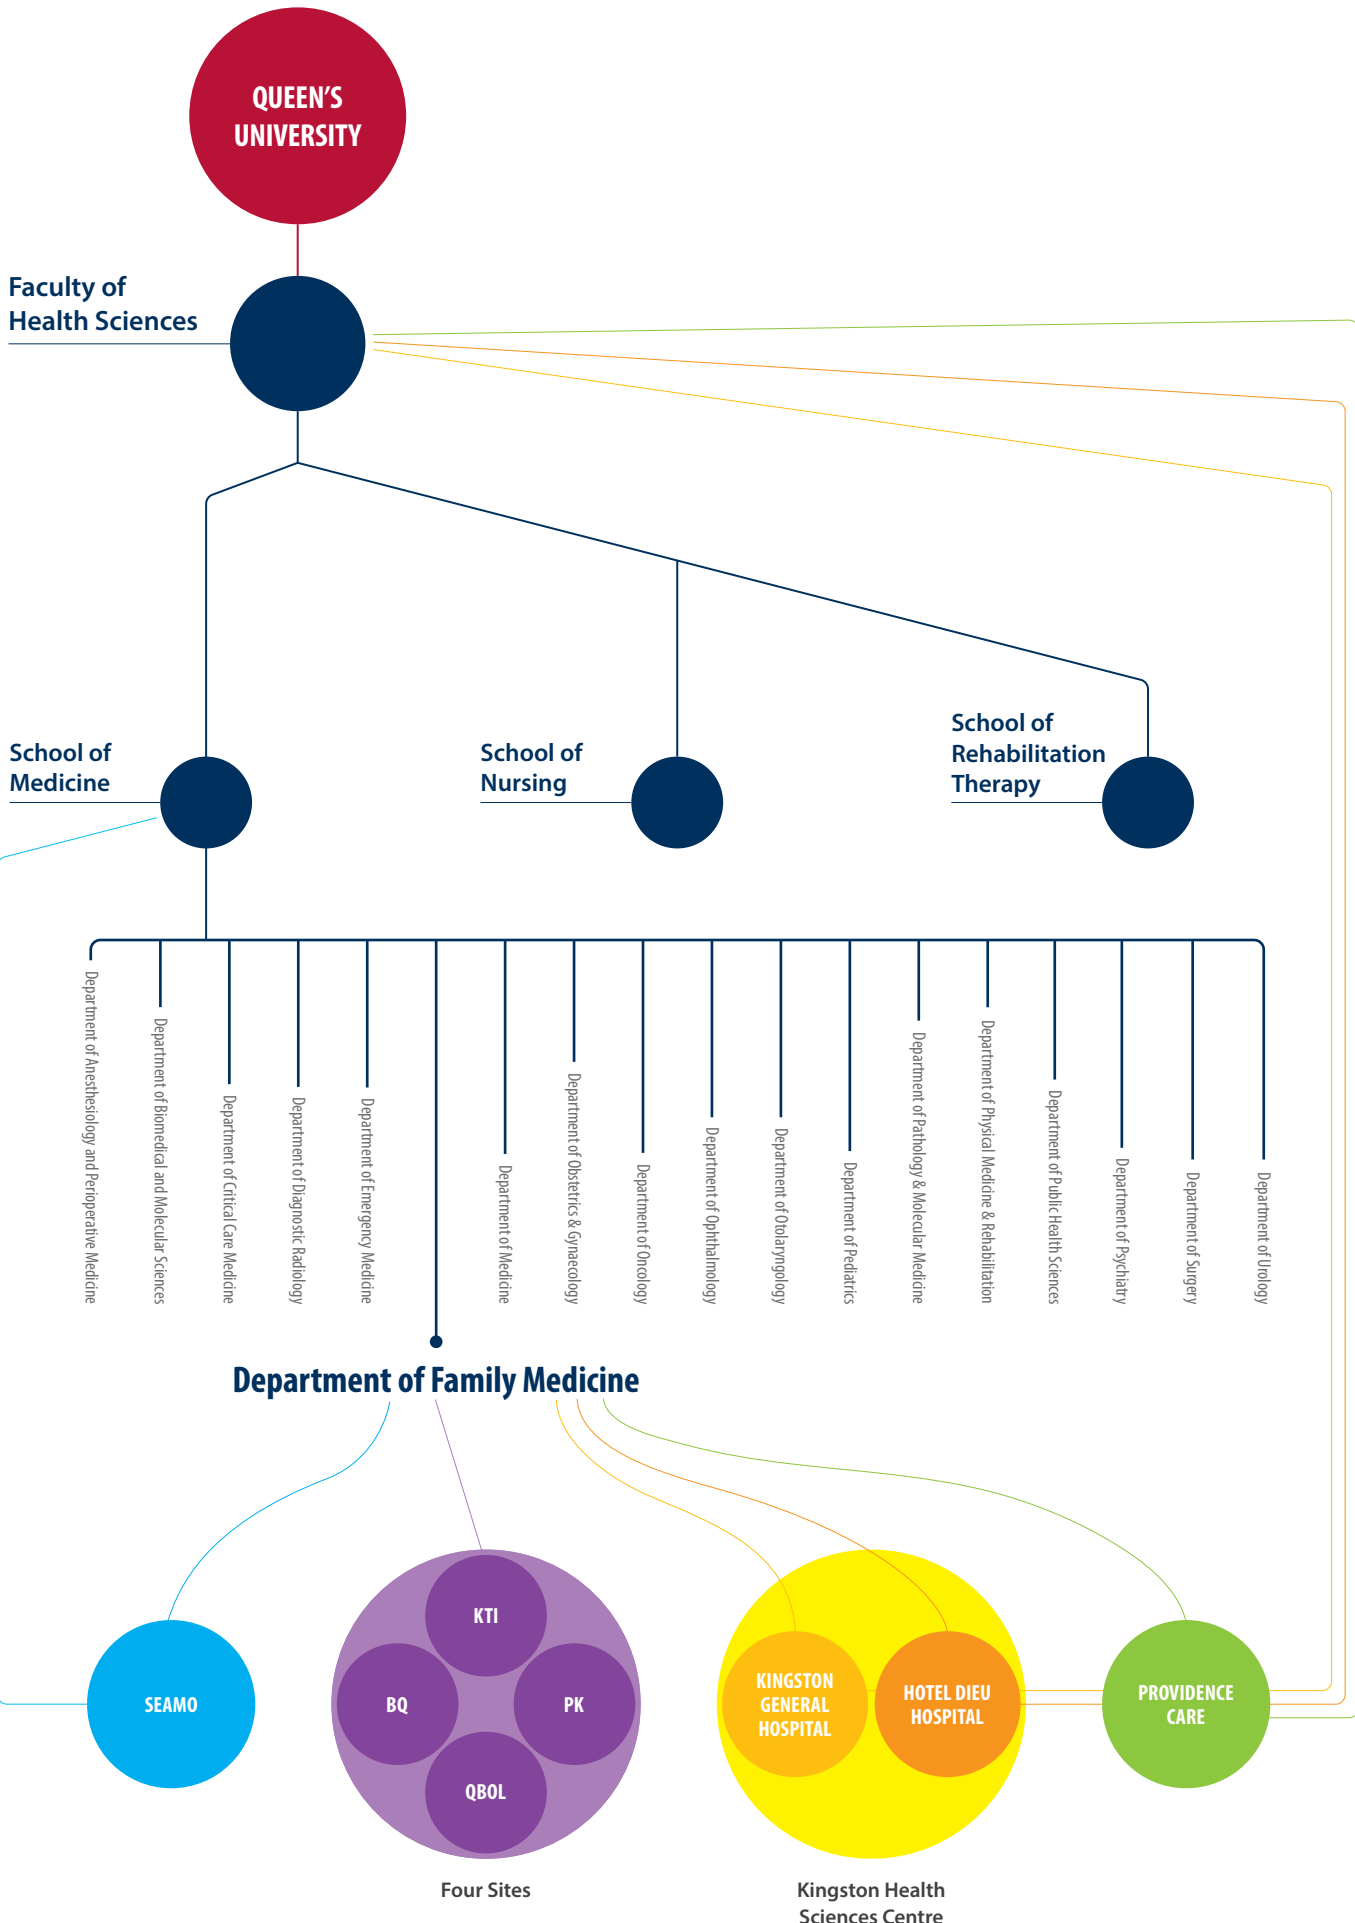 QUEEN'S
UNIVERSITY
Faculty of
Health Sciences
School of
Medicine
School of
Nursing
School of
Rehabilitation
Therapy
Department of Anesthesiology and Perioperative Medicine
Department of Biomedical and Molecular Sciences
Department of Critical Care Medicine
Department of Diagnostic Radiology
Department of Emergency Medicine
Department of Medicine
Department of Obstetrics & Gynaecology
Department of Oncology
Department of Ophthalmology
Department of Otolaryngology
Department of Pediatrics
Department of Pathology & Molecular Medicine
Department of Physical Medicine & Rehabilitation
Department of Public Health Sciences
Department of Psychiatry
Department of Surgery
Department of Urology
Department of Family Medicine
SEAMO
KTI
BQ
PK
QBOL
Four Sites
KINGSTON
GENERAL
HOSPITAL
HOTEL DIEU
HOSPITAL
Kingston Health
Sciences Centre
PROVIDENCE
CARE